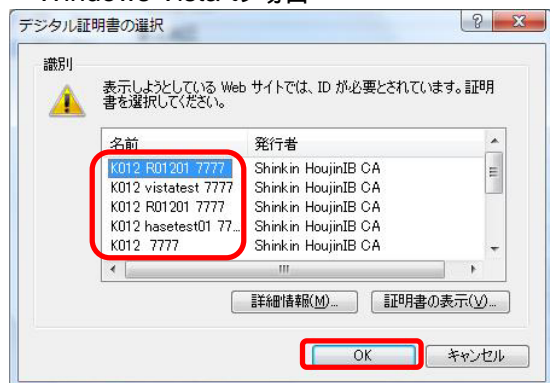 Windows Vista の場合
デジタル証明書の選択
識別
表示しようとしている Web サイトでは、ID が必要とされています。証明
書を選択してください。
名前 発行者
K012 R01201 7777 Shinkin HoujinIB CA
K012 vistatest 7777 Shinkin HoujinIB CA
K012 R01201 7777 Shinkin HoujinIB CA
K012 hasetest01 77... Shinkin HoujinIB CA
K012 7777 Shinkin HoujinIB CA
詳細情報(M)... 証明書の表示(V)...
OK キャンセル